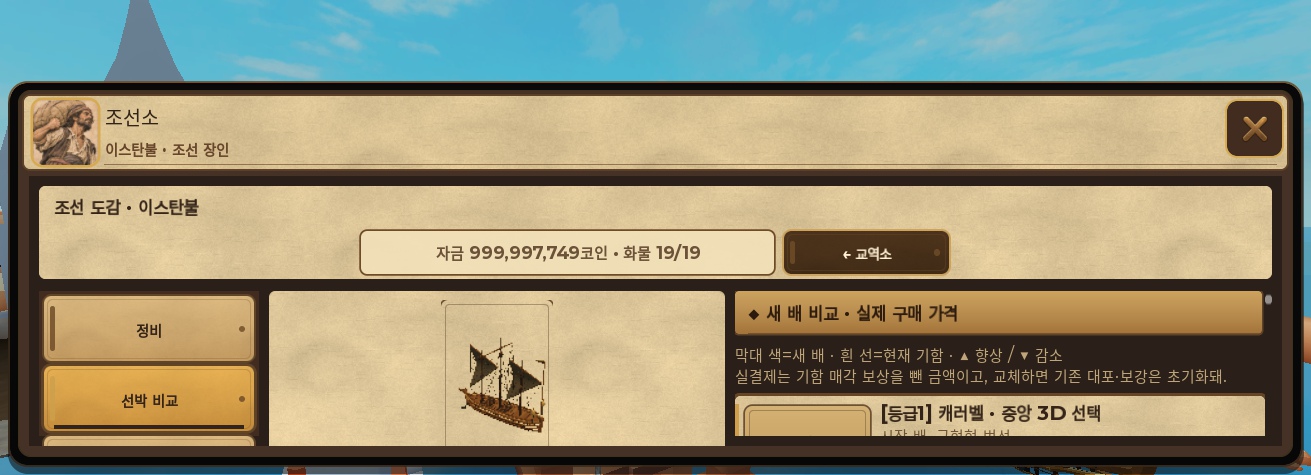 조선소
이스탄불 • 조선 장인
조선 도감 • 이스탄불
자금 999,997,749코인 • 화물 19/19
← 교역소
정비
선박 비교
◆ 새 배 비교 • 실제 구매 가격
막대 색=새 배 · 흰 선=현재 기함 · ▲ 향상 / ▼ 감소
실결제는 기함 매각 보상을 뺀 금액이고, 교체하면 기존 대포·보강은 초기화돼.
[등급1] 캐러벨 • 중앙 3D 선택